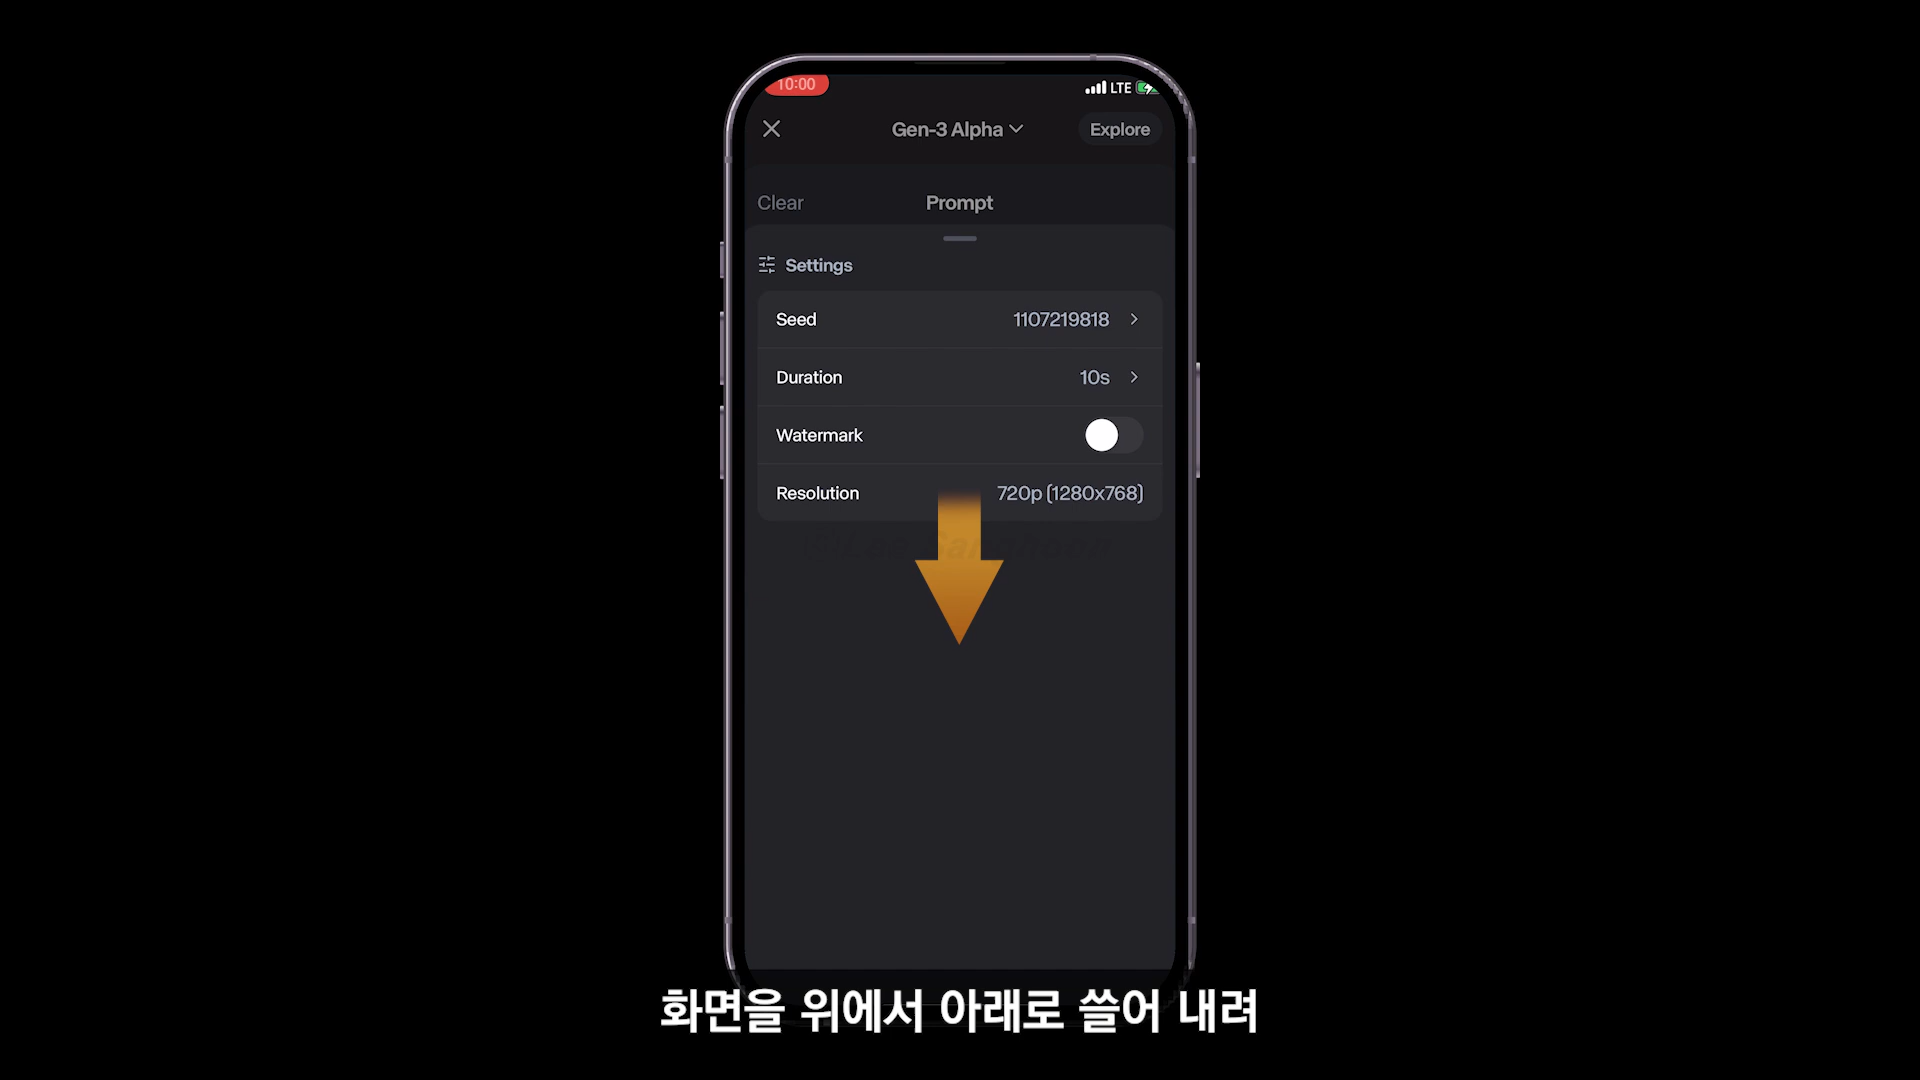 10:00
LTE
Gen-3 Alpha
Explore
Clear
Prompt
Settings
Seed 1107219818
Duration 10s
Watermark
Resolution 720p (1280x768)
화면을 위에서 아래로 쓸어 내려